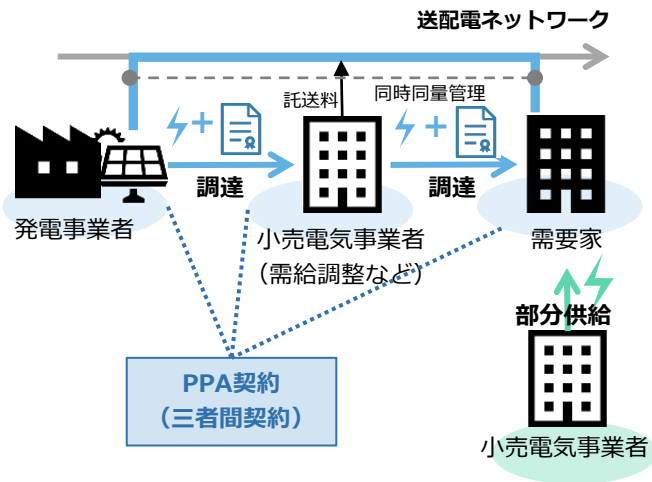 送配電ネットワーク
託送料
同時同量管理
+
+
調達
調達
発電事業者
小売電気事業者
（需給調整など）
需要家
部分供給
PPA契約
（三者間契約）
小売電気事業者